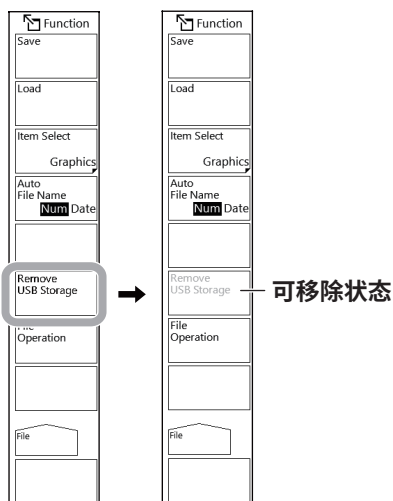 Function
Save
Load
Item Select
Graphics
Auto
File Name
Num Date
Remove
USB Storage
File
Operation
File
Function
Save
Load
Item Select
Graphics
Auto
File Name
Num Date
Remove
USB Storage
可移除状态
File
Operation
File